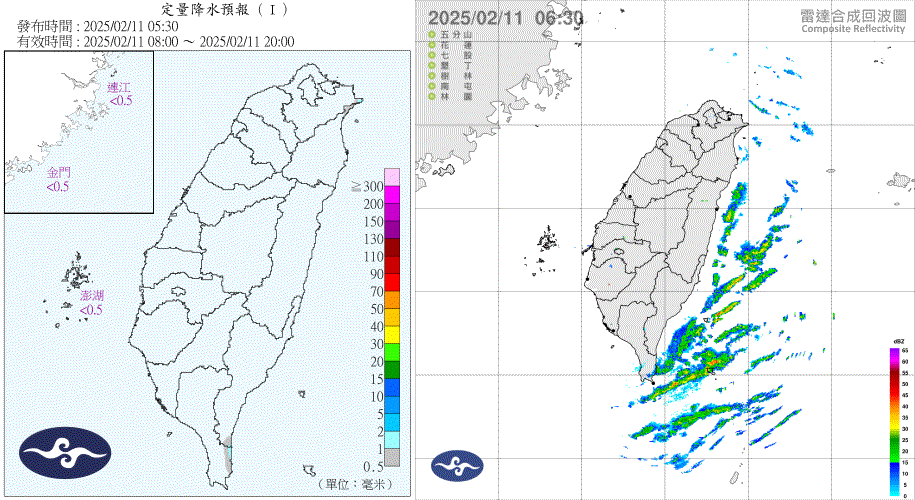 定量降水預報（Ⅰ）
發布時間：2025/02/11 05:30
有效時間：2025/02/11 08:00 ～ 2025/02/11 20:00
連江
<0.5
金門
<0.5
澎湖
<0.5
≧
300
200
150
130
110
90
70
50
40
30
20
15
10
5
2
1
0.5
（單位：毫米）
2025/02/11 06:30
五分山
花蓮
七股
墾丁
樹林
南屯
林園
雷達合成回波圖
Composite Reflectivity
dBZ
65
60
55
50
45
40
35
30
25
20
15
10
5
0